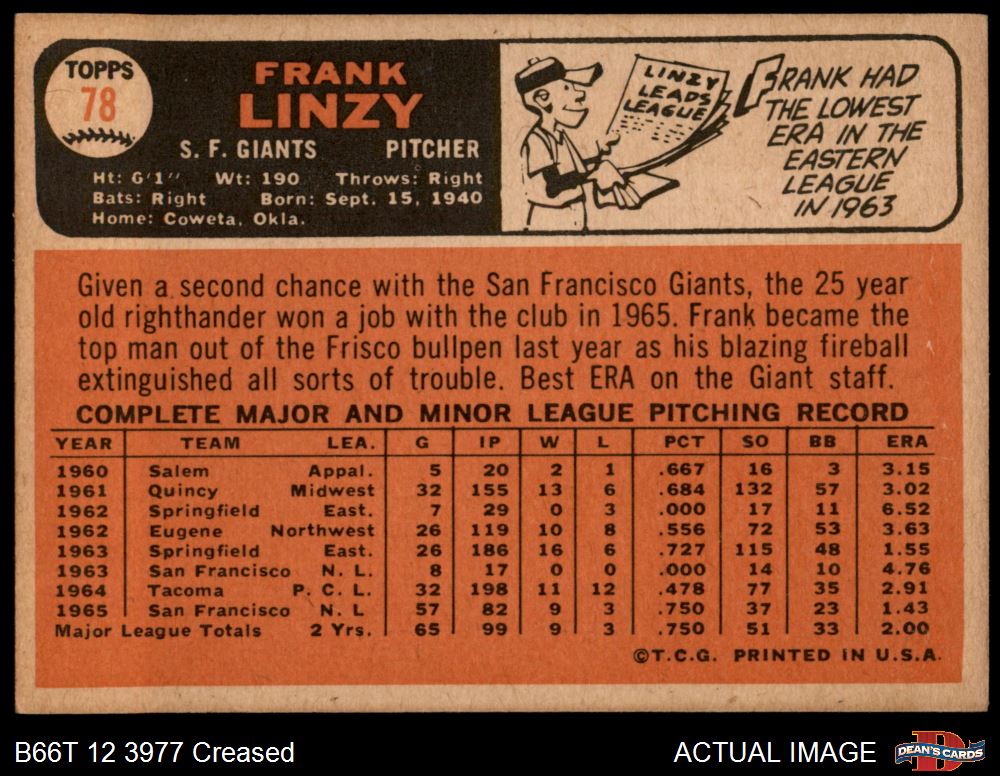 TOPPS
78
FRANK
LINZY
S. F. GIANTS PITCHER
Ht: 6'1" Wt: 190 Throws: Right
Bats: Right Born: Sept. 15, 1940
Home: Coweta, Okla.
LINZY
LEADS
LEAGUE
FRANK HAD
THE LOWEST
ERA IN THE
EASTERN
LEAGUE
IN 1963
Given a second chance with the San Francisco Giants, the 25 year
old righthander won a job with the club in 1965. Frank became the
top man out of the Frisco bullpen last year as his blazing fireball
extinguished all sorts of trouble. Best ERA on the Giant staff.
COMPLETE MAJOR AND MINOR LEAGUE PITCHING RECORD
YEAR TEAM LEA. G IP W L PCT SO BB ERA
1960 Salem Appal. 5 20 2 1 .667 16 3 3.15
1961 Quincy Midwest 32 155 13 6 .684 132 57 3.02
1962 Springfield East. 7 29 0 3 .000 17 11 6.52
1962 Eugene Northwest 26 119 10 8 .556 72 53 3.63
1963 Springfield East. 26 186 16 6 .727 115 48 1.55
1963 San Francisco N. L. 8 17 0 0 .000 14 10 4.76
1964 Tacoma P. C. L. 32 198 11 12 .478 77 35 2.91
1965 San Francisco N. L 57 82 9 3 .750 37 23 1.43
Major League Totals 2 Yrs. 65 99 9 3 .750 51 33 2.00
©T.C.G. PRINTED IN U.S.A.
B66T 12 3977 Creased ACTUAL IMAGE
D
DEAN'S CARDS